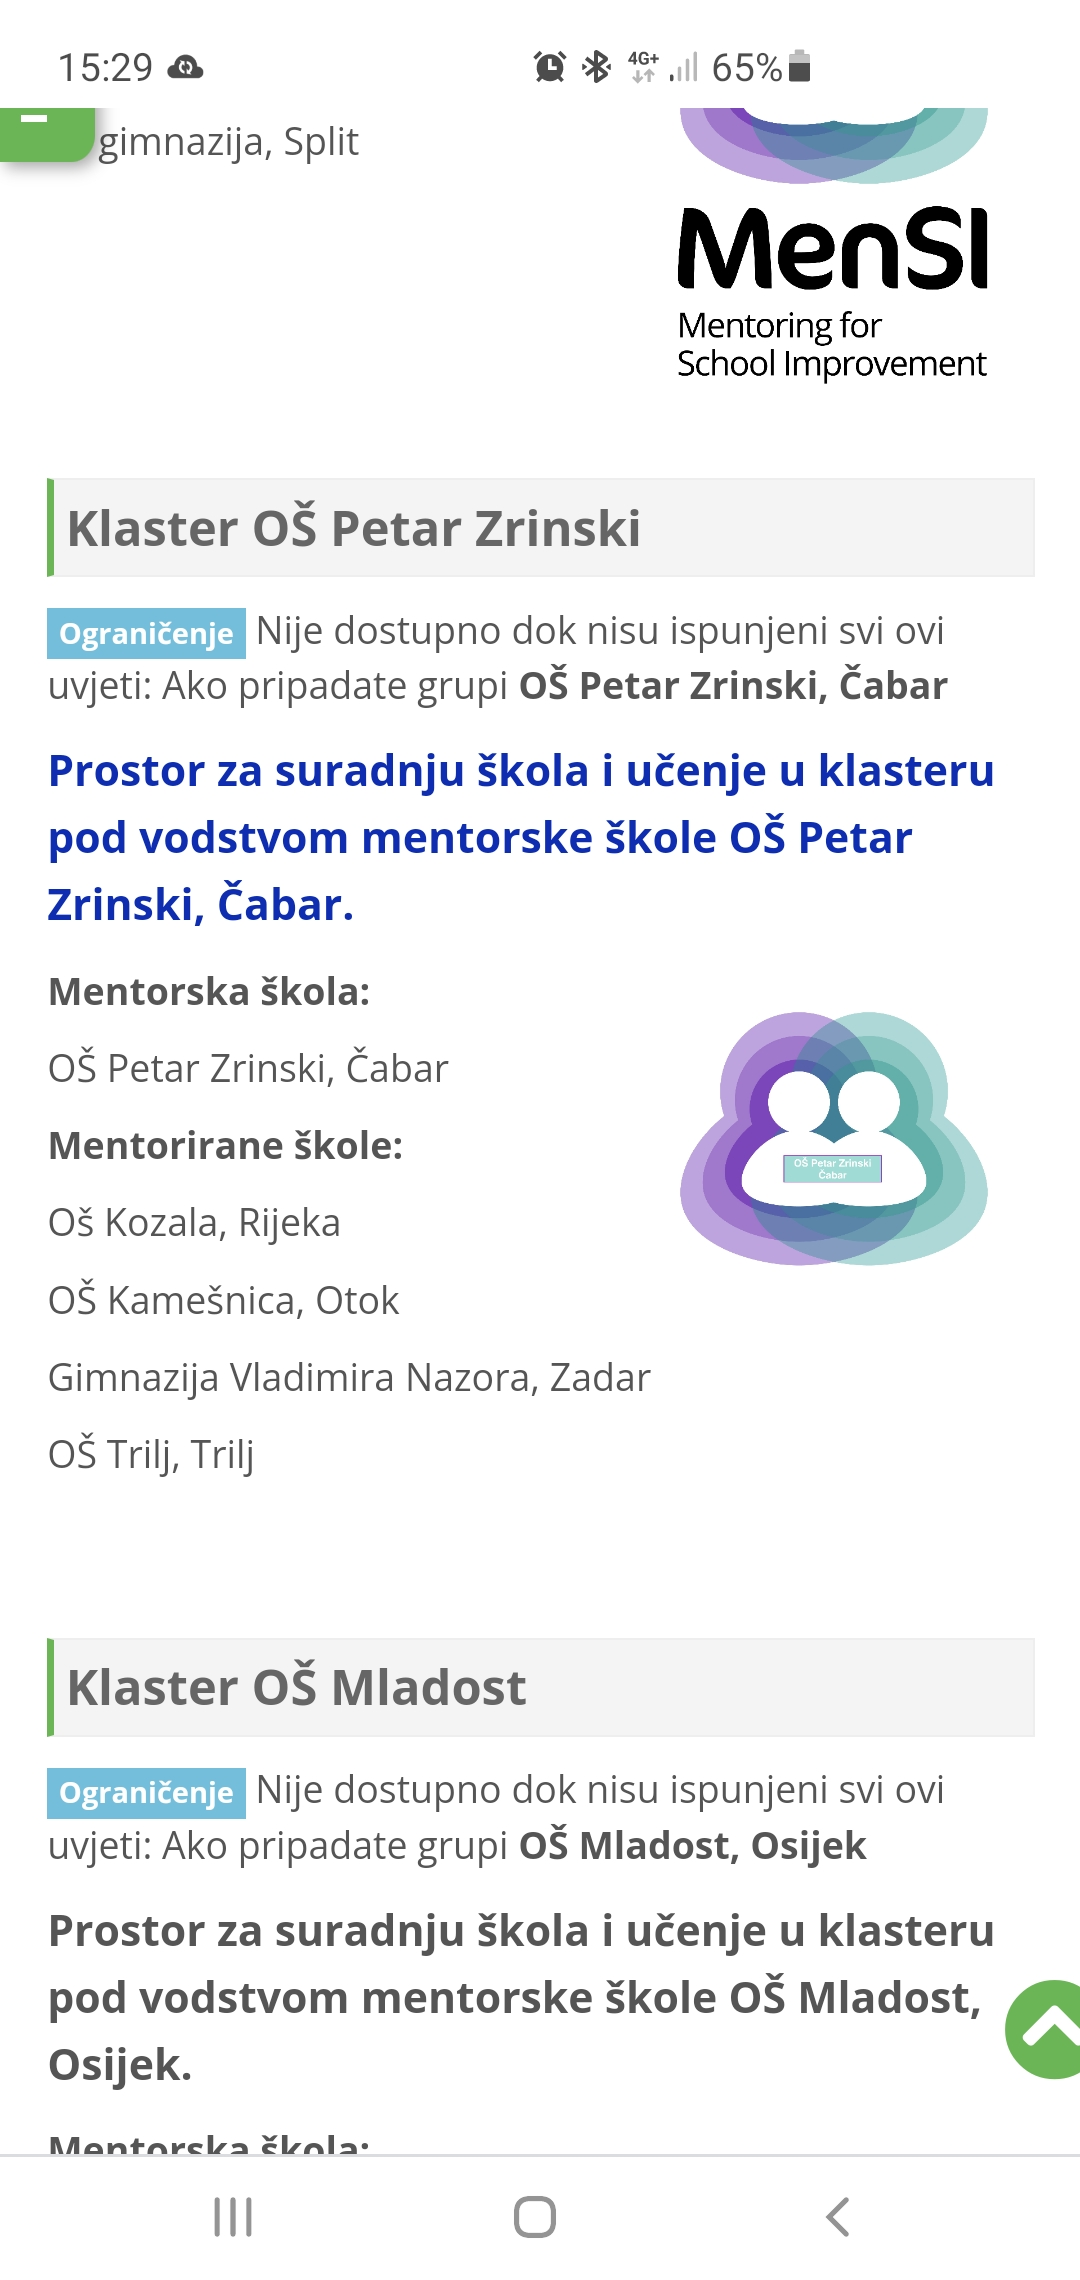 15:29
4G+
65%
gimnazija, Split
MenSI
Mentoring for
School Improvement
Klaster OŠ Petar Zrinski
Ograničenje Nije dostupno dok nisu ispunjeni svi ovi
uvjeti: Ako pripadate grupi OŠ Petar Zrinski, Čabar
Prostor za suradnju škola i učenje u klasteru
pod vodstvom mentorske škole OŠ Petar
Zrinski, Čabar.
Mentorska škola:
OŠ Petar Zrinski, Čabar
Mentorirane škole:
Oš Kozala, Rijeka
OŠ Kamešnica, Otok
Gimnazija Vladimira Nazora, Zadar
OŠ Trilj, Trilj
OŠ Petar Zrinski
Čabar
Klaster OŠ Mladost
Ograničenje Nije dostupno dok nisu ispunjeni svi ovi
uvjeti: Ako pripadate grupi OŠ Mladost, Osijek
Prostor za suradnju škola i učenje u klasteru
pod vodstvom mentorske škole OŠ Mladost,
Osijek.
Mentorska škola: